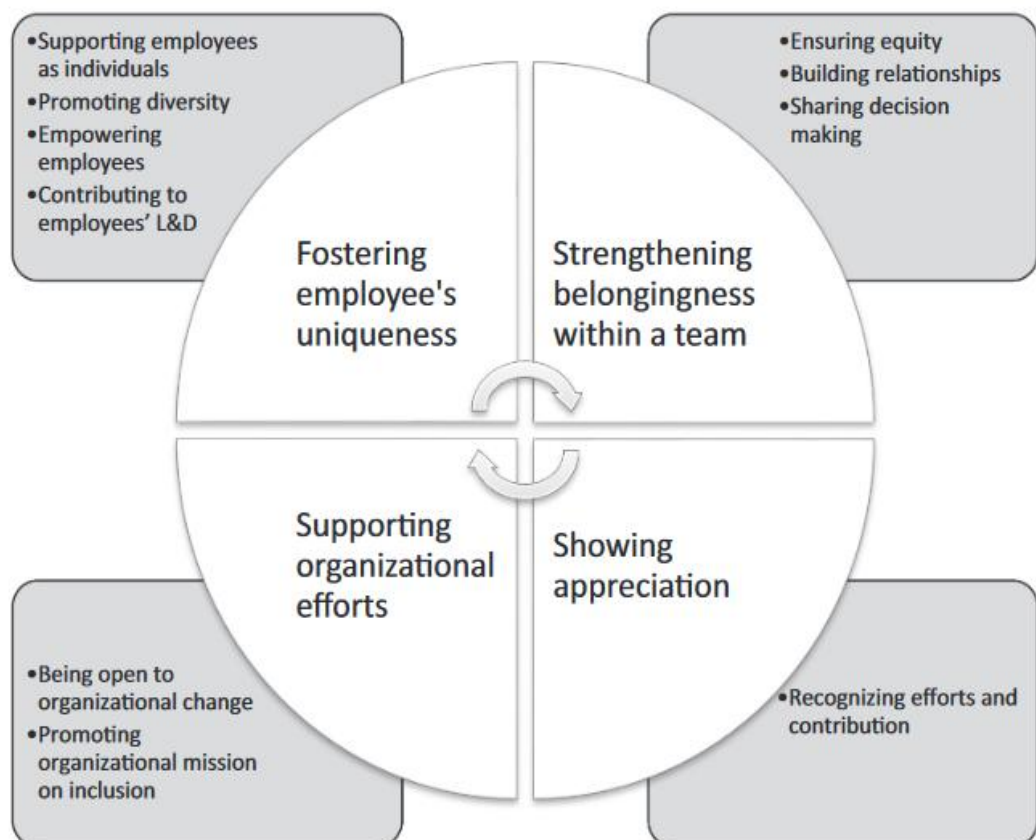 •Supporting employees
as individuals
•Promoting diversity
•Empowering
employees
•Contributing to
employees' L&D
•Ensuring equity
•Building relationships
•Sharing decision
making
Fostering
employee's
uniqueness
Strengthening
belongingness
within a team
Supporting
organizational
efforts
Showing
appreciation
•Being open to
organizational change
•Promoting
organizational mission
on inclusion
•Recognizing efforts and
contribution